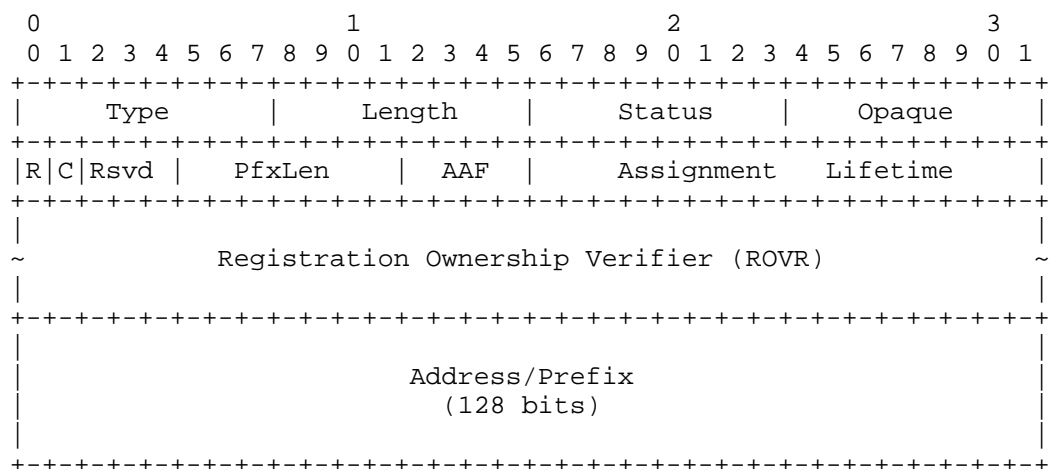 0                   1                   2                   3
0 1 2 3 4 5 6 7 8 9 0 1 2 3 4 5 6 7 8 9 0 1 2 3 4 5 6 7 8 9 0 1
+-+-+-+-+-+-+-+-+-+-+-+-+-+-+-+-+-+-+-+-+-+-+-+-+-+-+-+-+-+-+-+-+
|     Type      |    Length     |    Status     |    Opaque     |
+-+-+-+-+-+-+-+-+-+-+-+-+-+-+-+-+-+-+-+-+-+-+-+-+-+-+-+-+-+-+-+-+
|R|C|Rsvd |   PfxLen    |  AAF  |     Assignment   Lifetime     |
+-+-+-+-+-+-+-+-+-+-+-+-+-+-+-+-+-+-+-+-+-+-+-+-+-+-+-+-+-+-+-+-+
|                                                               |
~            Registration Ownership Verifier (ROVR)             ~
|                                                               |
+-+-+-+-+-+-+-+-+-+-+-+-+-+-+-+-+-+-+-+-+-+-+-+-+-+-+-+-+-+-+-+-+
|                                                               |
|                        Address/Prefix                         |
|                          (128 bits)                           |
|                                                               |
+-+-+-+-+-+-+-+-+-+-+-+-+-+-+-+-+-+-+-+-+-+-+-+-+-+-+-+-+-+-+-+-+